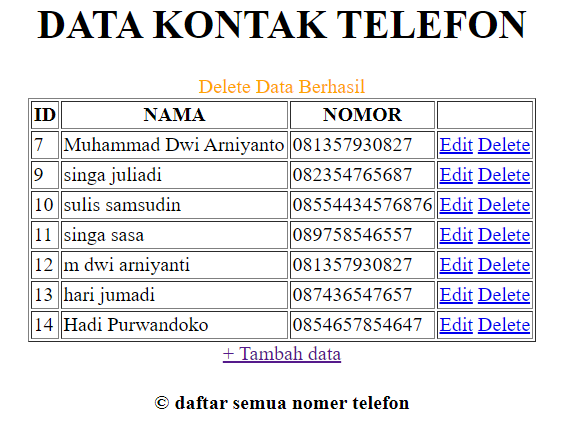 DATA KONTAK TELEFON
Delete Data Berhasil
ID NAMA NOMOR
7 Muhammad Dwi Arniyanto 081357930827 Edit Delete
9 singa juliadi 082354765687 Edit Delete
10 sulis samsudin 08554434576876 Edit Delete
11 singa sasa 089758546557 Edit Delete
12 m dwi arniyanti 081357930827 Edit Delete
13 hari jumadi 087436547657 Edit Delete
14 Hadi Purwandoko 0854657854647 Edit Delete
+ Tambah data
© daftar semua nomer telefon